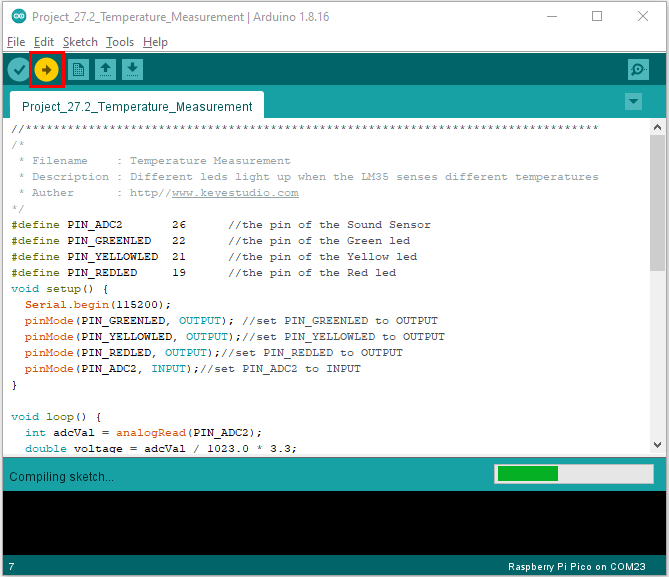 Project_27.2_Temperature_Measurement | Arduino 1.8.16
File Edit Sketch Tools Help
Project_27.2_Temperature_Measurement
//**********************************************************************************
/*
 * Filename    : Temperature Measurement
 * Description : Different leds light up when the LM35 senses different temperatures
 * Auther      : http//www.keyestudio.com
*/
#define PIN_ADC2       26      //the pin of the Sound Sensor
#define PIN_GREENLED   22      //the pin of the Green led
#define PIN_YELLOWLED  21      //the pin of the Yellow led
#define PIN_REDLED     19      //the pin of the Red led
void setup() {
  Serial.begin(115200);
  pinMode(PIN_GREENLED, OUTPUT); //set PIN_GREENLED to OUTPUT
  pinMode(PIN_YELLOWLED, OUTPUT);//set PIN_YELLOWLED to OUTPUT
  pinMode(PIN_REDLED, OUTPUT);//set PIN_REDLED to OUTPUT
  pinMode(PIN_ADC2, INPUT);//set PIN_ADC2 to INPUT
}
void loop() {
  int adcVal = analogRead(PIN_ADC2);
  double voltage = adcVal / 1023.0 * 3.3;
Compiling sketch...
7 Raspberry Pi Pico on COM23